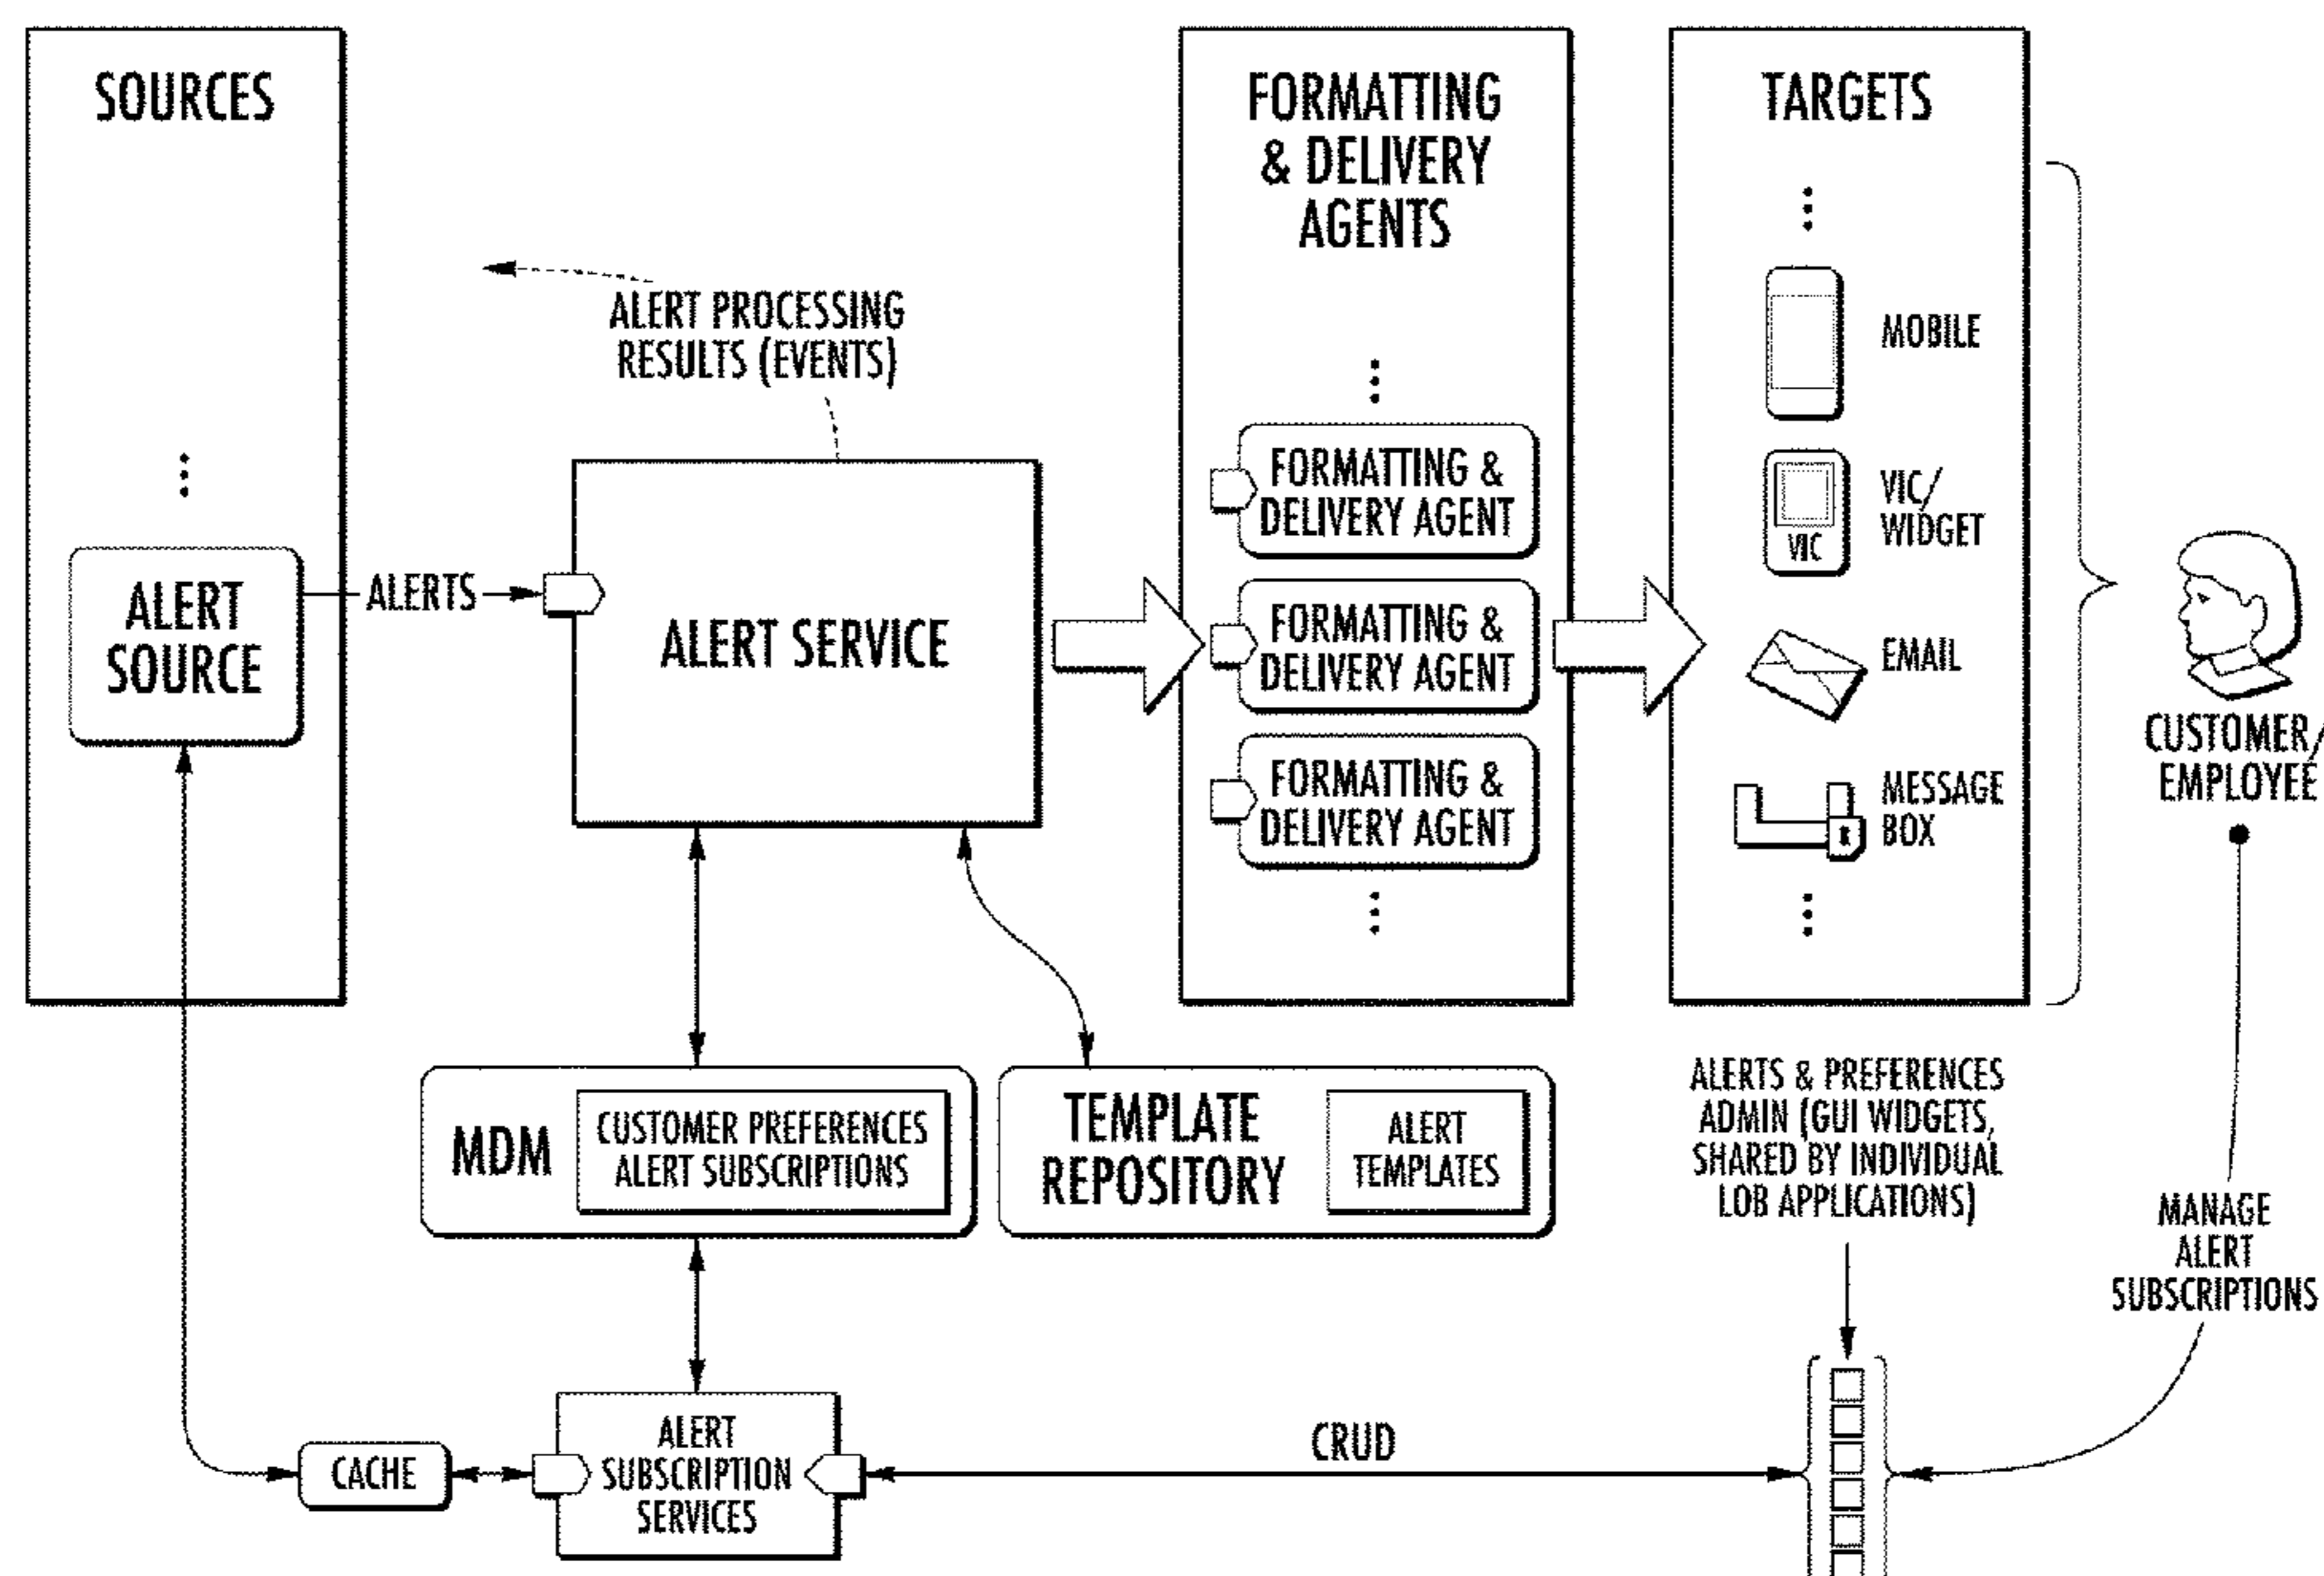 SOURCES
ALERT
SOURCE
ALERTS
ALERT PROCESSING
RESULTS (EVENTS)
ALERT SERVICE
FORMATTING
& DELIVERY
AGENTS
FORMATTING &
DELIVERY AGENT
FORMATTING &
DELIVERY AGENT
FORMATTING &
DELIVERY AGENT
TARGETS
MOBILE
VIC/
WIDGET
VIC
EMAIL
MESSAGE
BOX
CUSTOMER/
EMPLOYEE
MDM
CUSTOMER PREFERENCES
ALERT SUBSCRIPTIONS
TEMPLATE
REPOSITORY
ALERT
TEMPLATES
ALERTS & PREFERENCES
ADMIN (GUI WIDGETS,
SHARED BY INDIVIDUAL
LOB APPLICATIONS)
MANAGE
ALERT
SUBSCRIPTIONS
CACHE
ALERT
SUBSCRIPTION
SERVICES
CRUD